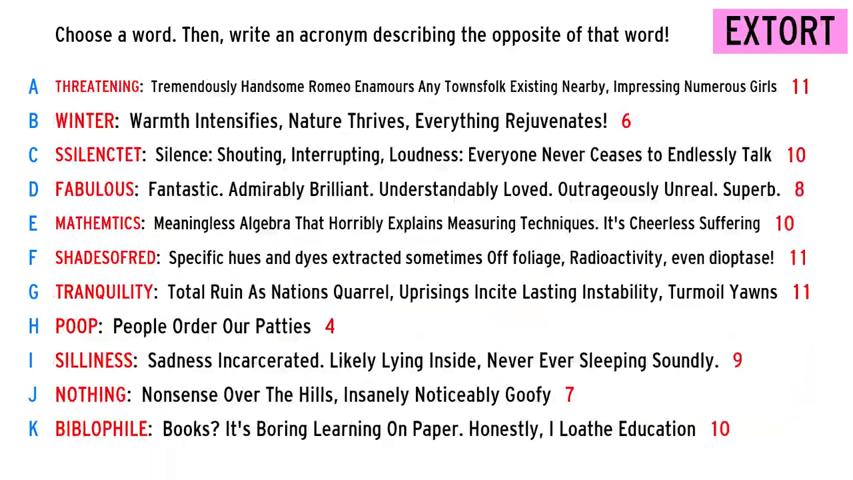 Choose a word. Then, write an acronym describing the opposite of that word!
EXTORT
A THREATENING: Tremendously Handsome Romeo Enamours Any Townsfolk Existing Nearby, Impressing Numerous Girls 11
B WINTER: Warmth Intensifies, Nature Thrives, Everything Rejuvenates! 6
C SSILENCTET: Silence: Shouting, Interrupting, Loudness: Everyone Never Ceases to Endlessly Talk 10
D FABULOUS: Fantastic. Admirably Brilliant. Understandably Loved. Outrageously Unreal. Superb. 8
E MATHEMTICS: Meaningless Algebra That Horribly Explains Measuring Techniques. It's Cheerless Suffering 10
F SHADESOFRED: Specific hues and dyes extracted sometimes Off foliage, Radioactivity, even dioptase! 11
G TRANQUILITY: Total Ruin As Nations Quarrel, Uprisings Incite Lasting Instability, Turmoil Yawns 11
H POOP: People Order Our Patties 4
I SILLINESS: Sadness Incarcerated. Likely Lying Inside, Never Ever Sleeping Soundly. 9
J NOTHING: Nonsense Over The Hills, Insanely Noticeably Goofy 7
K BIBLOPHILE: Books? It's Boring Learning On Paper. Honestly, I Loathe Education 10